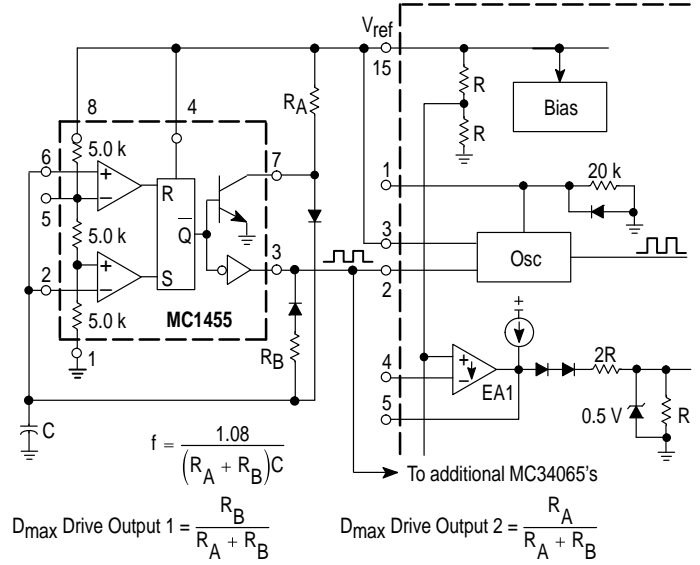 Vref
15
RA
R
R
Bias
8
4
5.0 k
6
7
5
R
5.0 k
Q
2
S
3
5.0 k
MC1455
1
RB
C
1
20 k
3
Osc
2
+
4
EA1
2R
5
0.5 V
R
f = 1.08 / (RA + RB)C
To additional MC34065's
Dmax Drive Output 1 = RB / RA + RB
Dmax Drive Output 2 = RA / RA + RB